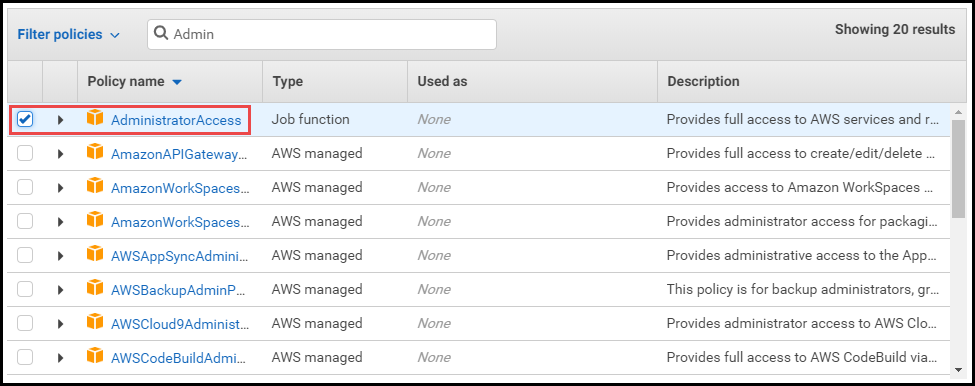 Filter policies Admin Showing 20 results
Policy name Type Used as Description
AdministratorAccess Job function None Provides full access to AWS services and r...
AmazonAPIGateway... AWS managed None Provides full access to create/edit/delete ...
AmazonWorkSpaces... AWS managed None Provides access to Amazon WorkSpaces ...
AmazonWorkSpaces... AWS managed None Provides administrator access for packagi...
AWSAppSyncAdmini... AWS managed None Provides administrative access to the App...
AWSBackupAdminP... AWS managed None This policy is for backup administrators, gr...
AWSCloud9Administ... AWS managed None Provides administrator access to AWS Clo...
AWSCodeBuildAdmi... AWS managed None Provides full access to AWS CodeBuild via...